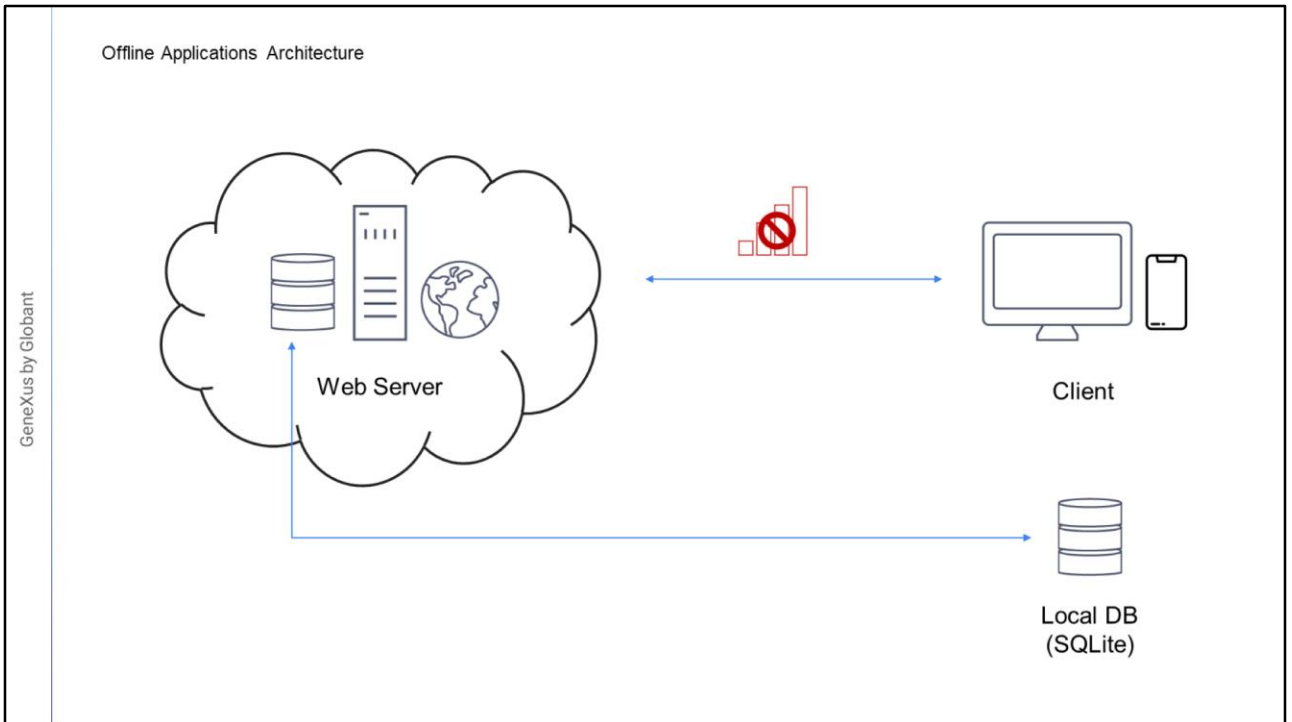 Offline Applications Architecture
GeneXus by Globant
Web Server
Client
Local DB
(SQLite)